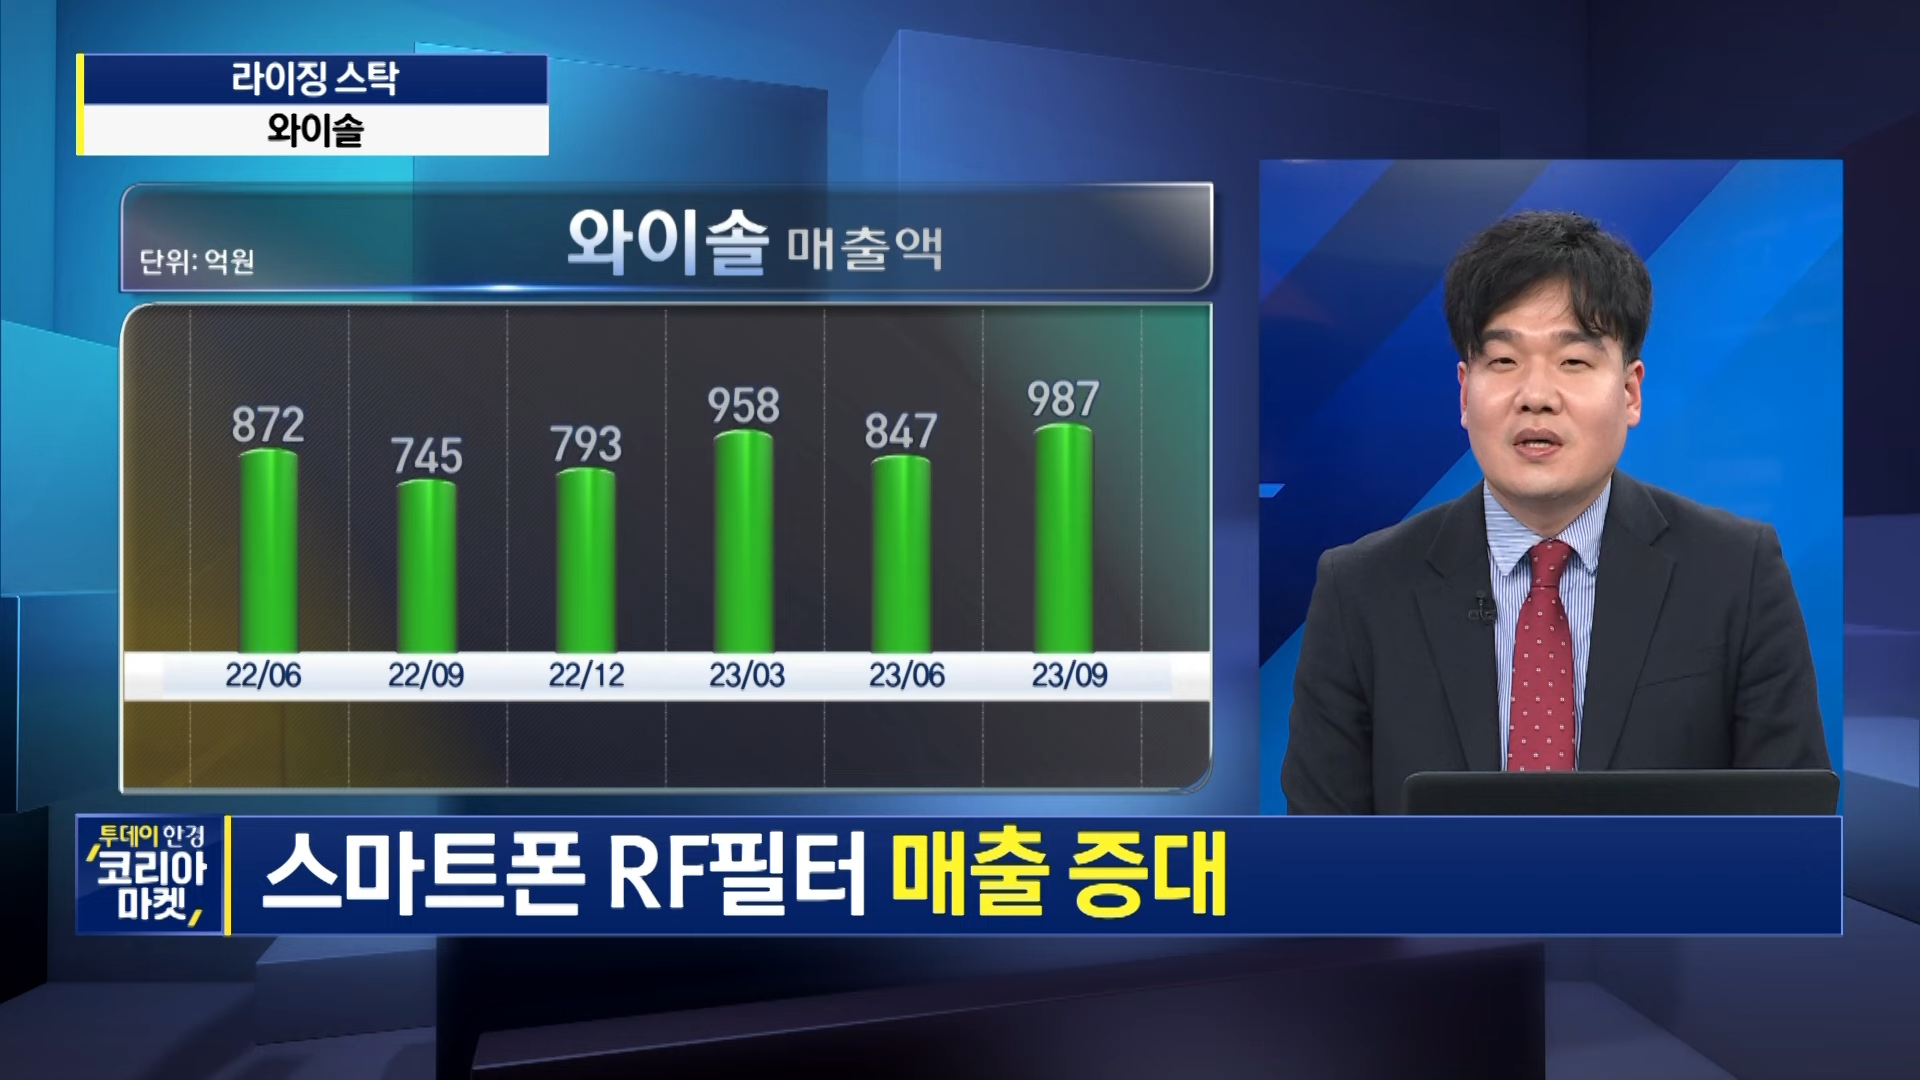 라이징 스탁
와이솔
단위: 억원
와이솔 매출액
872
745
793
958
847
987
22/06
22/09
22/12
23/03
23/06
23/09
투데이 한경
코리아
마켓
스마트폰 RF필터 매출 증대